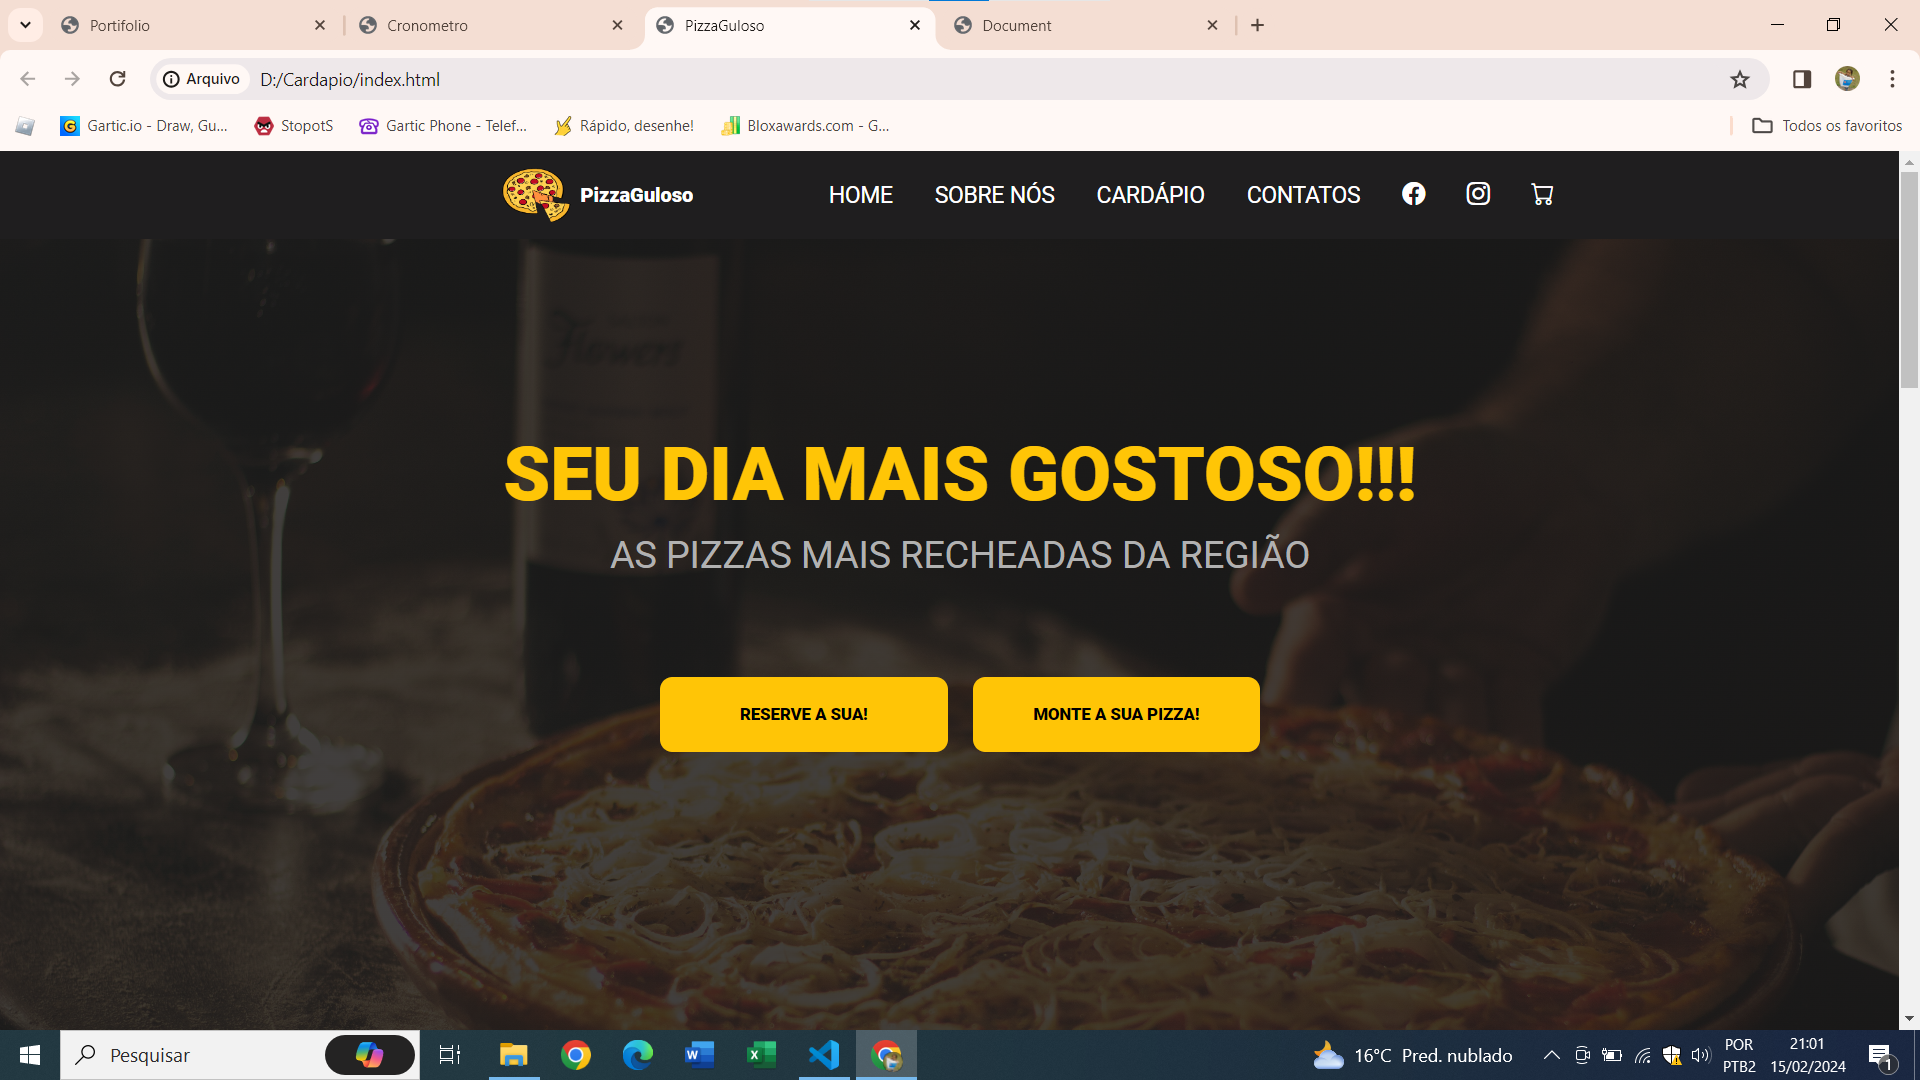 Portifolio
Cronometro
PizzaGuloso
Document
Arquivo
D:/Cardapio/index.html
Gartic.io - Draw, Gu...
StopotS
Gartic Phone - Telef...
Rápido, desenhe!
Bloxawards.com - G...
Todos os favoritos
PizzaGuloso
HOME
SOBRE NÓS
CARDÁPIO
CONTATOS
Flowers
SEU DIA MAIS GOSTOSO!!!
AS PIZZAS MAIS RECHEADAS DA REGIÃO
RESERVE A SUA!
MONTE A SUA PIZZA!
Pesquisar
16°C Pred. nublado
POR
PTB2
21:01
15/02/2024
1